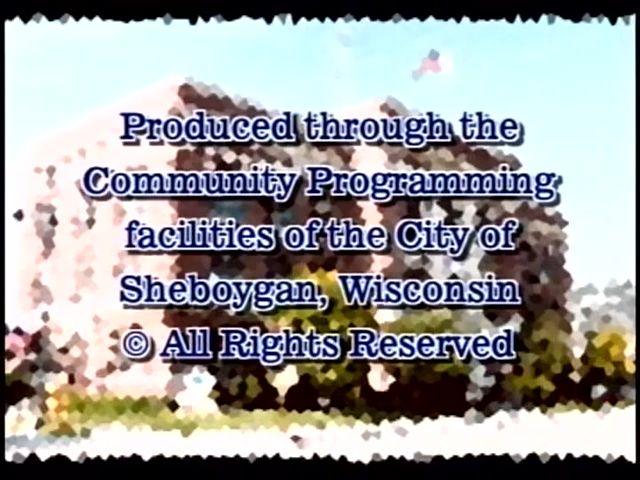 Produced through the
Community Programming
facilities of the City of
Sheboygan, Wisconsin
© All Rights Reserved